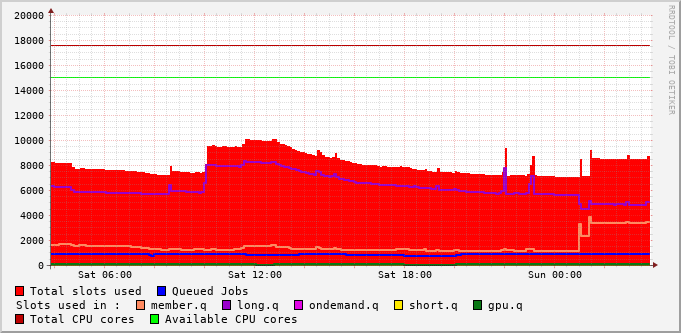 RRDTOOL / TOBI OETIKER
20000
18000
16000
14000
12000
10000
8000
6000
4000
2000
0
Sat 06:00 Sat 12:00 Sat 18:00 Sun 00:00
Total slots used Queued Jobs
Slots used in : member.q long.q ondemand.q short.q gpu.q
Total CPU cores Available CPU cores